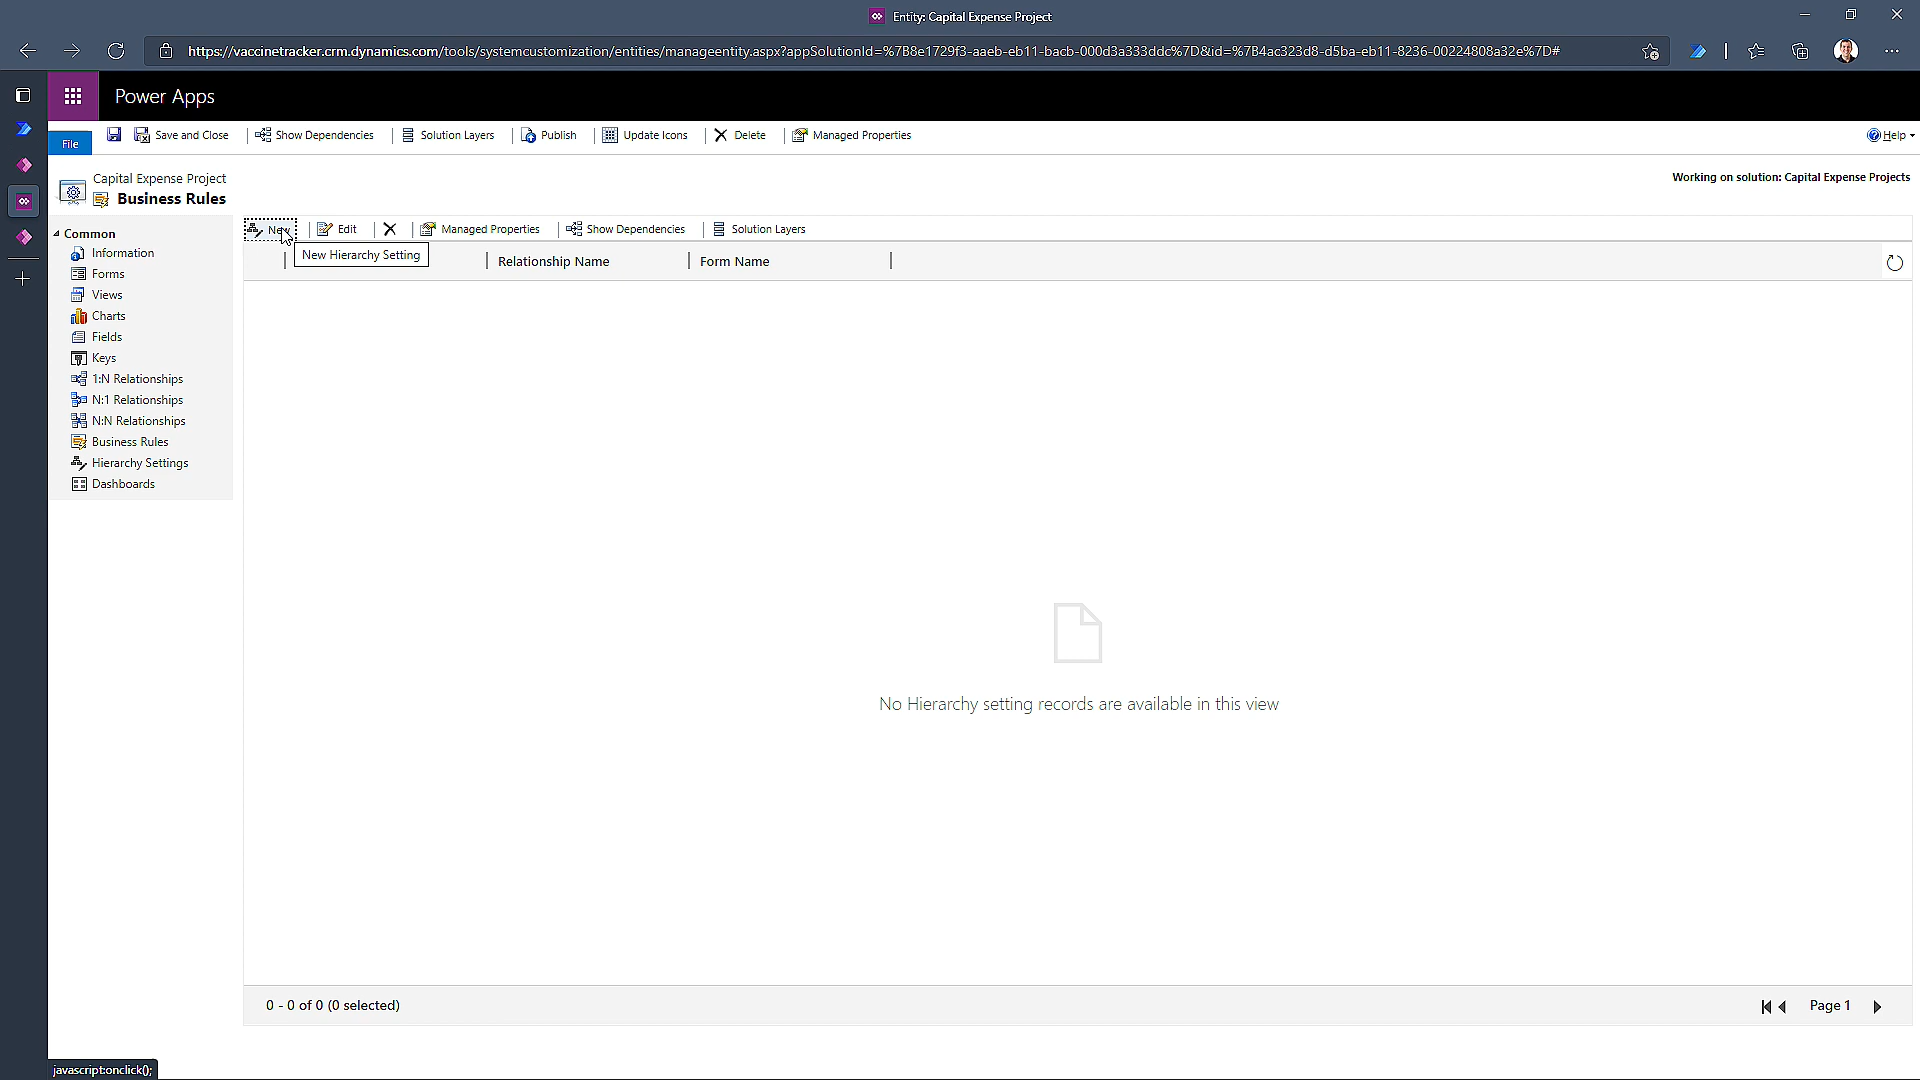 Entity: Capital Expense Project
https://vaccinetracker.crm.dynamics.com/tools/systemcustomization/entities/manageentity.aspx?appSolutionId=%7B8e1729f3-aaeb-eb11-bacb-000d3a333ddc%7D&id=%7B4ac323d8-d5ba-eb11-8236-00224808a32e%7D#
Power Apps
File
Save and Close
Show Dependencies
Solution Layers
Publish
Update Icons
Delete
Managed Properties
Help
Capital Expense Project
Business Rules
Working on solution: Capital Expense Projects
Common
Information
Forms
Views
Charts
Fields
Keys
1:N Relationships
N:1 Relationships
N:N Relationships
Business Rules
Hierarchy Settings
Dashboards
New
Edit
Managed Properties
Show Dependencies
Solution Layers
New Hierarchy Setting
Relationship Name
Form Name
No Hierarchy setting records are available in this view
0 - 0 of 0 (0 selected)
Page 1
javascript:onclick();